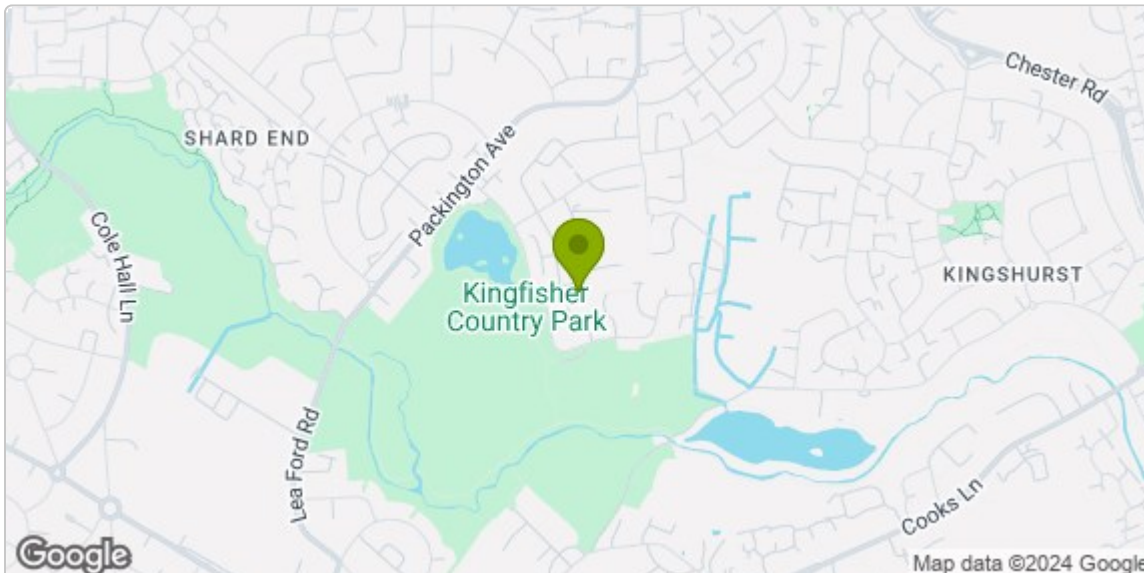 Chester Rd
SHARD END
Packington Ave
Cole Hall Ln
KINGSHURST
Kingfisher
Country Park
Lea Ford Rd
Cooks Ln
Google
Map data ©2024 Google